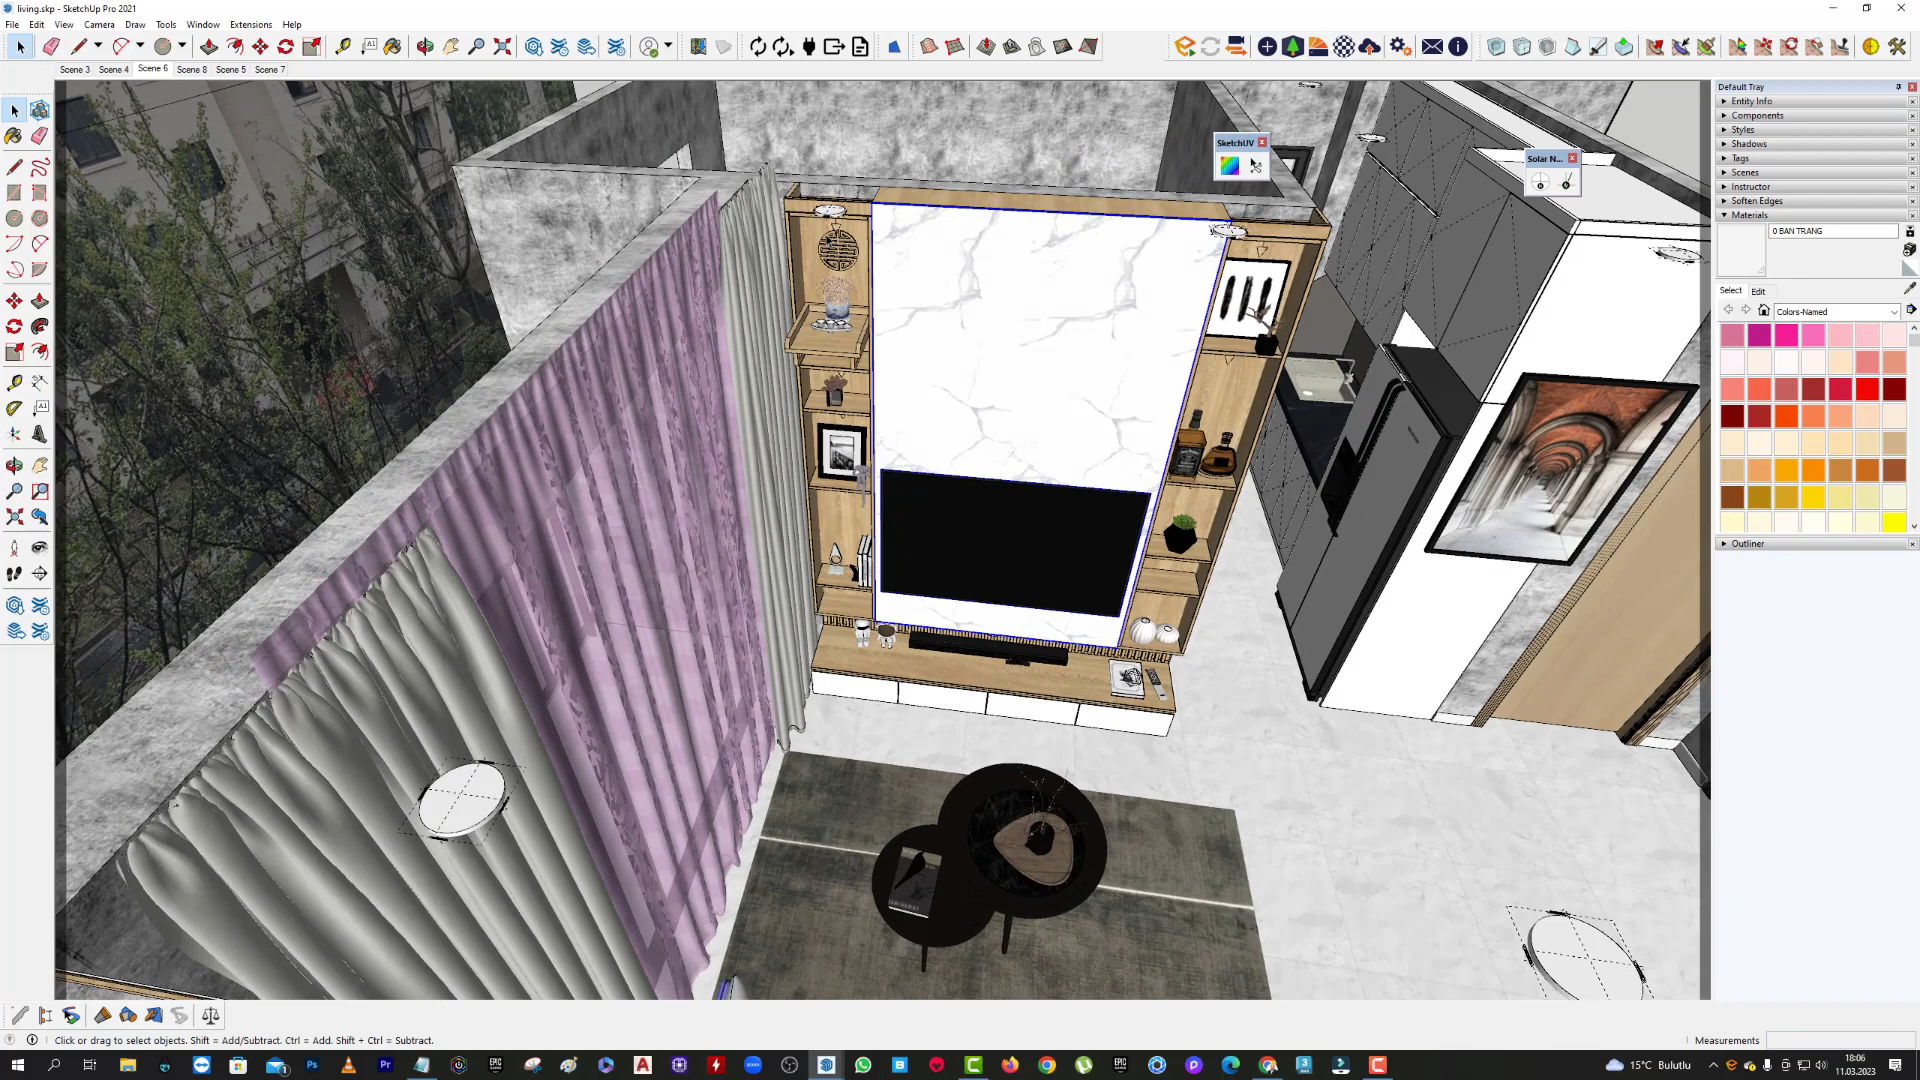 living.skp - SketchUp Pro 2021
File Edit View Camera Draw Tools Window Extensions Help
Scene 3 Scene 4 Scene 6 Scene 8 Scene 5 Scene 7
Default Tray
Entity Info
Components
Styles
Shadows
Tags
Scenes
Instructor
Soften Edges
Materials
0 BAN TRANG
Select Edit
Colors-Named
Outliner
SketchUV
Solar N...
Click or drag to select objects. Shift = Add/Subtract. Ctrl = Add. Shift + Ctrl = Subtract.
Measurements
15°C Bulutlu
18:06
11.03.2023